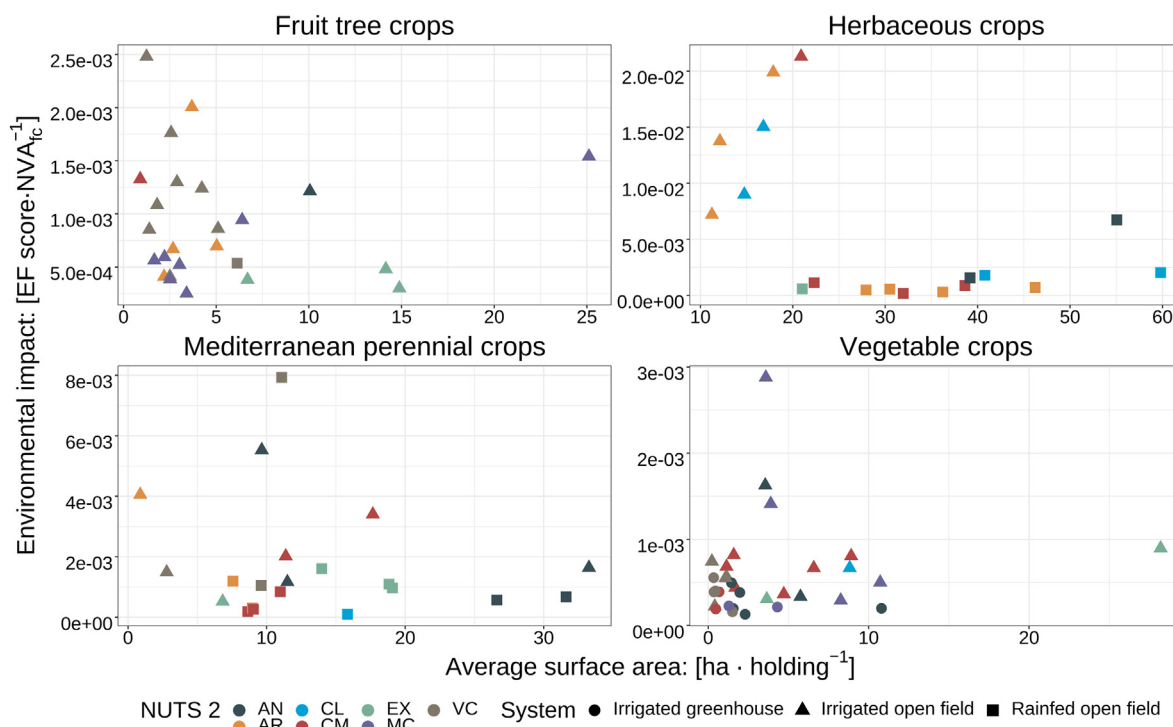 Fruit tree crops
Herbaceous crops
2.5e-03
2.0e-03
1.5e-03
1.0e-03
5.0e-04
0 5 10 15 20 25
2.0e-02
1.5e-02
1.0e-02
5.0e-03
0.0e+00
10 20 30 40 50 60
Environmental impact: [EF score·NVA_fc^−1]
Mediterranean perennial crops
Vegetable crops
8e-03
6e-03
4e-03
2e-03
0e+00
0 10 20 30
3e-03
2e-03
1e-03
0e+00
0 10 20
Average surface area: [ha · holding^−1]
NUTS 2 AN CL EX VC System Irrigated greenhouse Irrigated open field Rainfed open field
AR CM MC